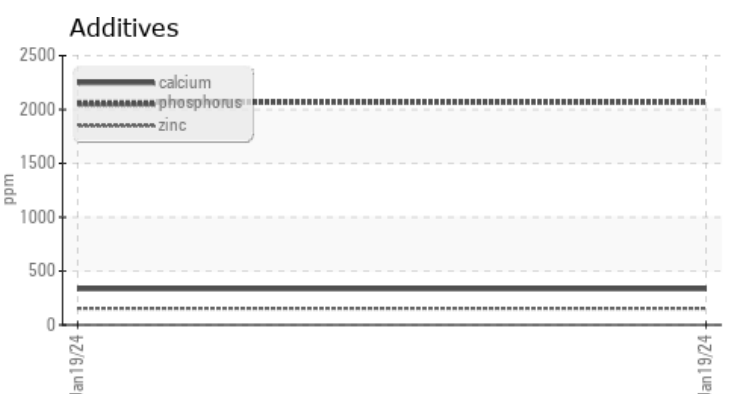 Additives
2500
calcium
phosphorus
2000
zinc
1500
ppm
1000
500
0
Jan19/24
Jan19/24